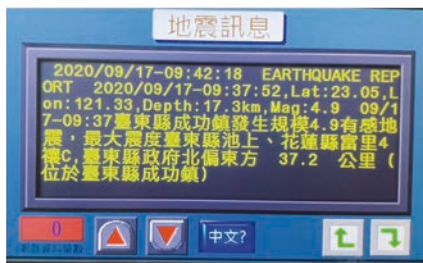 地震訊息
2020/09/17-09:42:18 EARTHQUAKE REP
ORT 2020/09/17-09:37:52,Lat:23.05,L
on:121.33,Depth:17.3km,Mag:4.9 09/1
7-09:37臺東縣成功鎮發生規模4.9有感地
震，最大震度臺東縣池上、花蓮縣富里4
禳C,臺東縣政府北偏東方 37.2 公里(
位於臺東縣成功鎮)
0
中文?